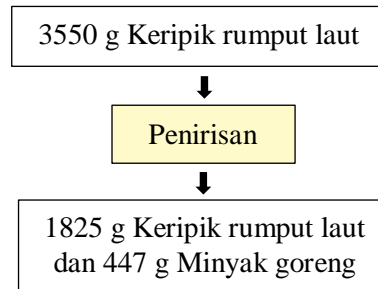 3550 g Keripik rumput laut
Penirisan
1825 g Keripik rumput laut
dan 447 g Minyak goreng